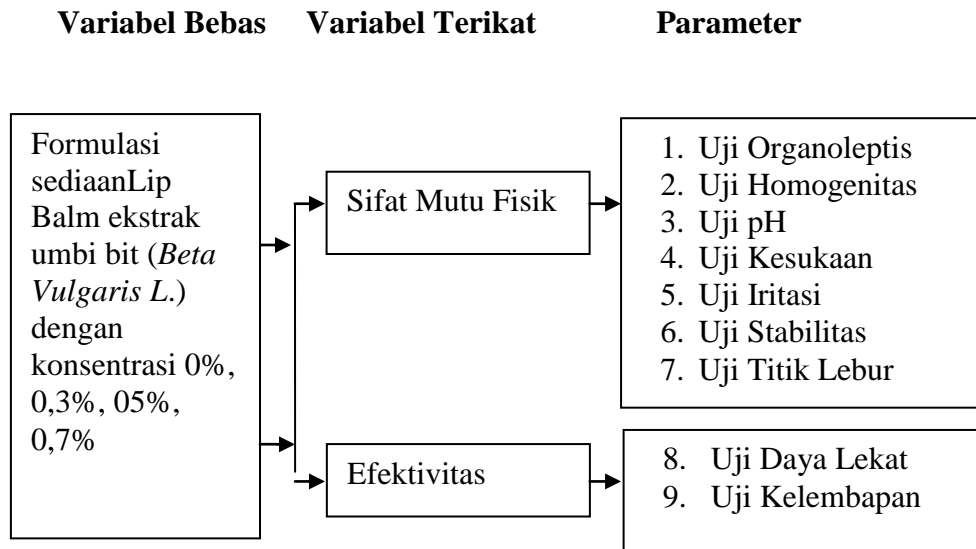 Variabel Bebas Variabel Terikat Parameter
Formulasi
sediaanLip
Balm ekstrak
umbi bit (Beta
Vulgaris L.)
dengan
konsentrasi 0%,
0,3%, 05%,
0,7%
Sifat Mutu Fisik
Efektivitas
1. Uji Organoleptis
2. Uji Homogenitas
3. Uji pH
4. Uji Kesukaan
5. Uji Iritasi
6. Uji Stabilitas
7. Uji Titik Lebur
8. Uji Daya Lekat
9. Uji Kelembapan